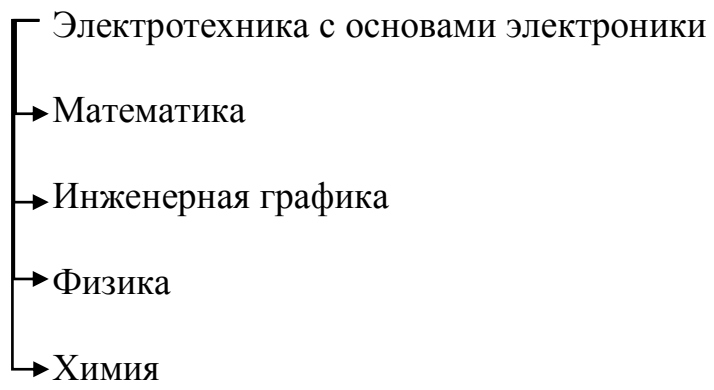 Электротехника с основами электроники
Математика
Инженерная графика
Физика
Химия